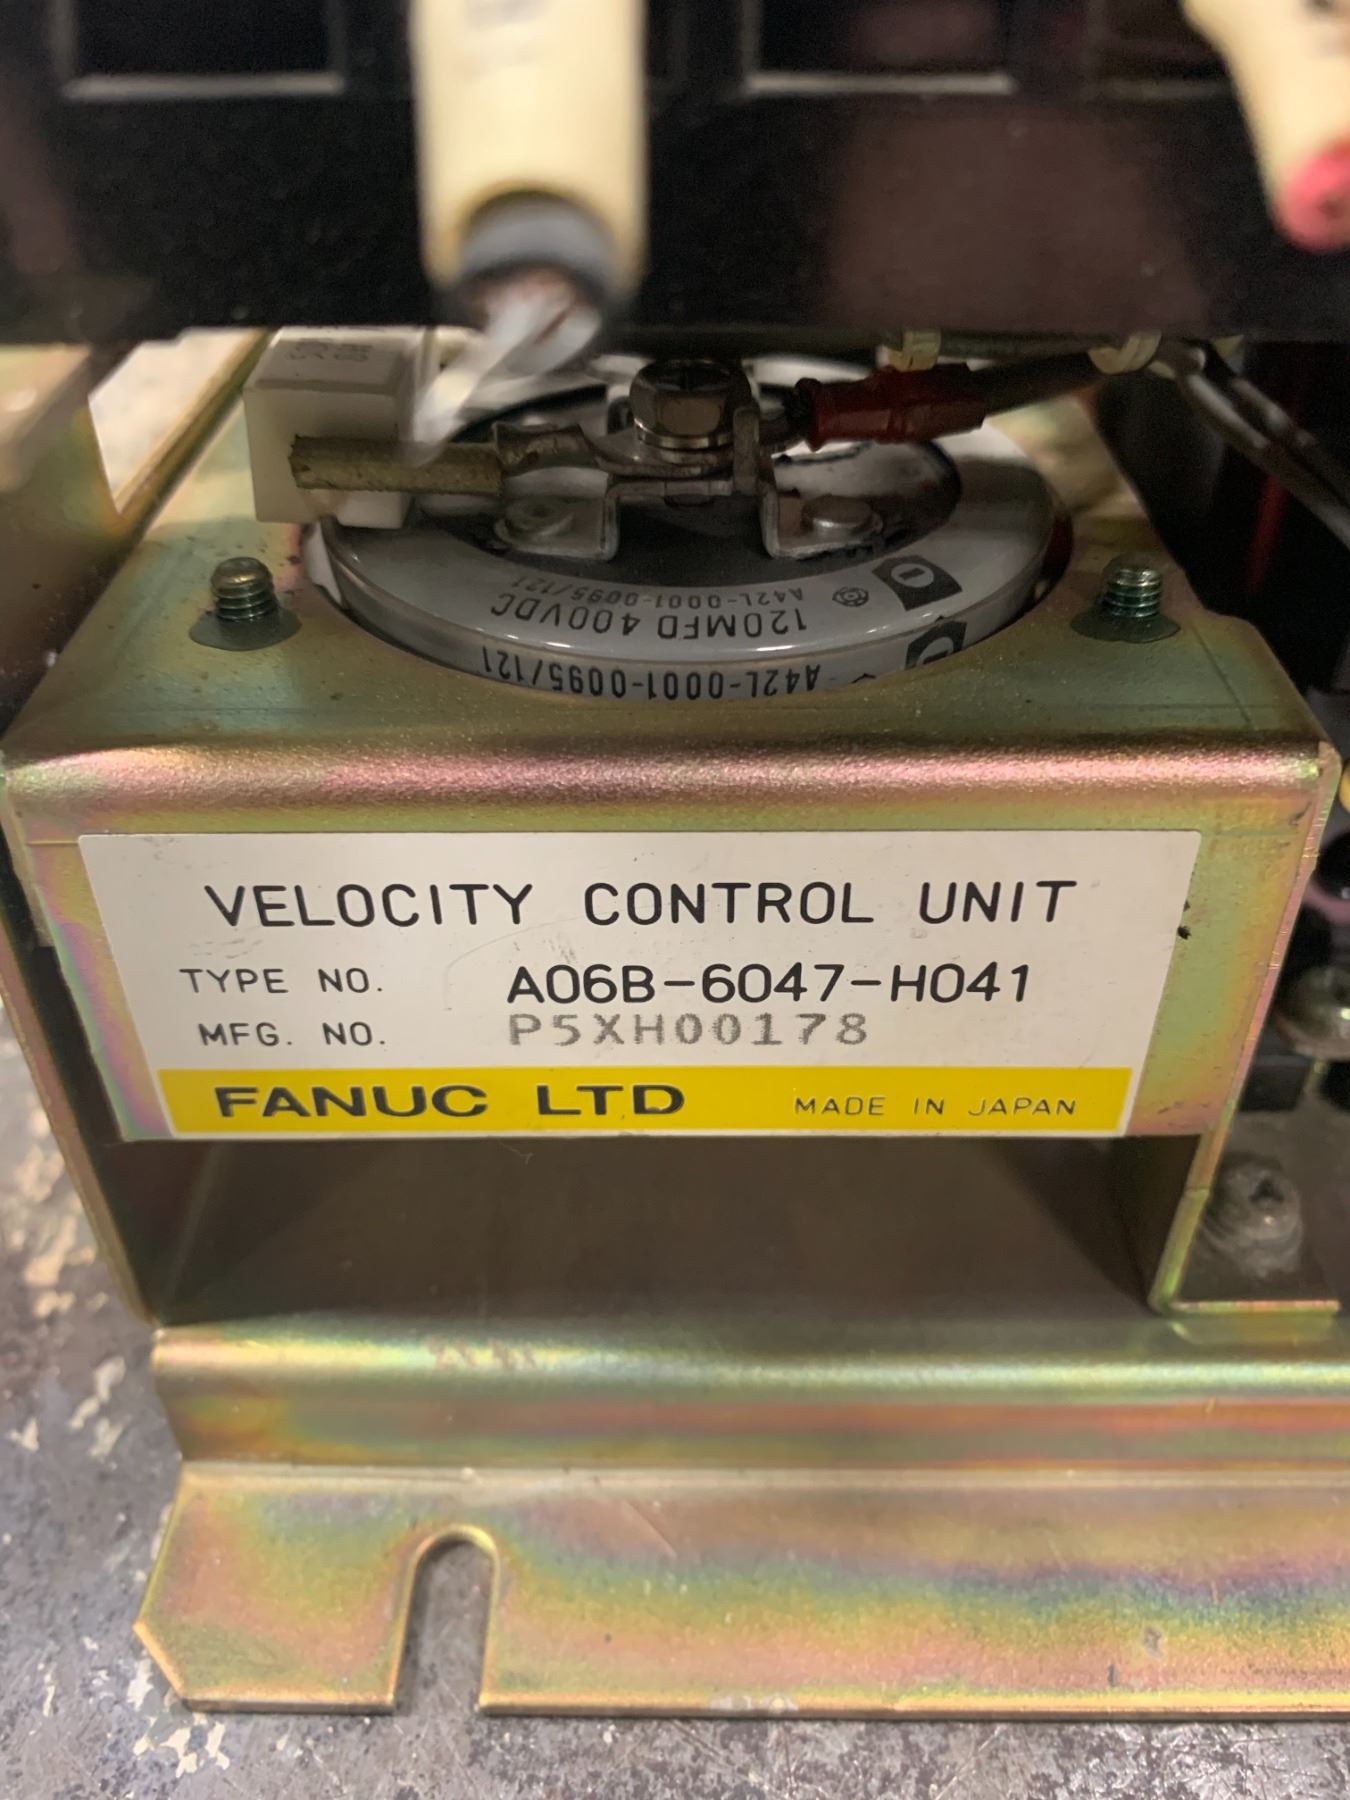 120MFD 400VDC
A42L-0001-0095/121
A42L-0001-0095/121
VELOCITY CONTROL UNIT
TYPE NO. A06B-6047-H041
MFG. NO. P5XH00178
FANUC LTD MADE IN JAPAN